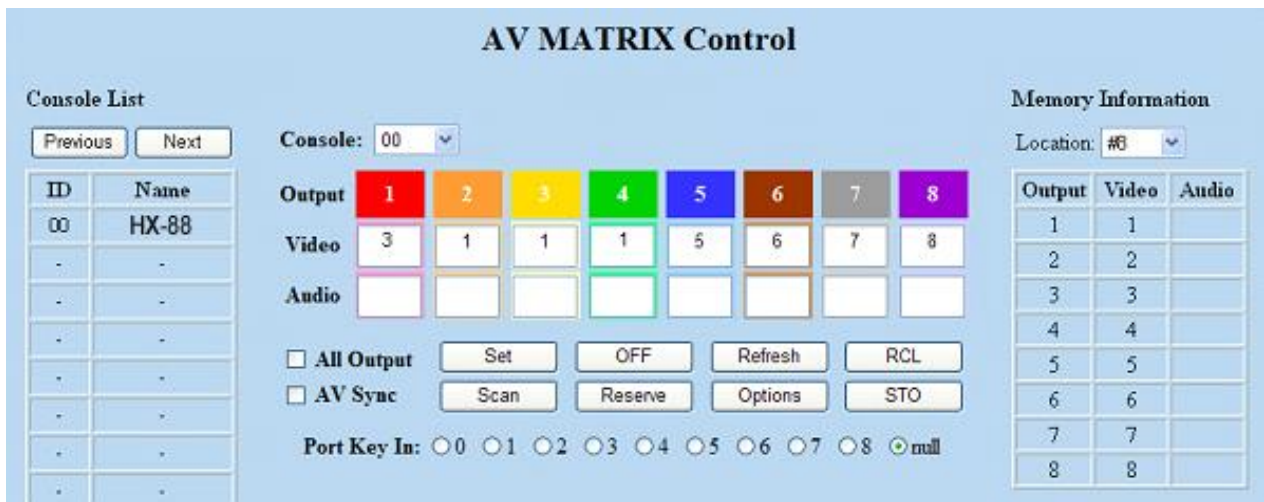 AV MATRIX Control
Console List
Previous Next
ID Name
00 HX-88
- -
- -
- -
- -
- -
- -
- -
Console: 00
Output 1 2 3 4 5 6 7 8
Video 3 1 1 1 5 6 7 8
Audio
All Output Set OFF Refresh RCL
AV Sync Scan Reserve Options STO
Port Key In: 0 1 2 3 4 5 6 7 8 null
Memory Information
Location:
Output Video Audio
1 1
2 2
3 3
4 4
5 5
6 6
7 7
8 8